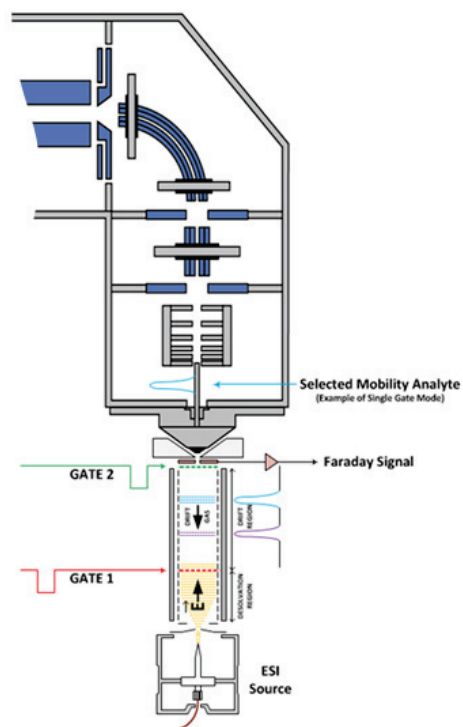 Selected Mobility Analyte
(Example of Single Gate Mode)
Faraday Signal
GATE 2
DRIFT
GAS
DRIFT
REGION
GATE 1
E
DESOLVATION
REGION
ESI
Source